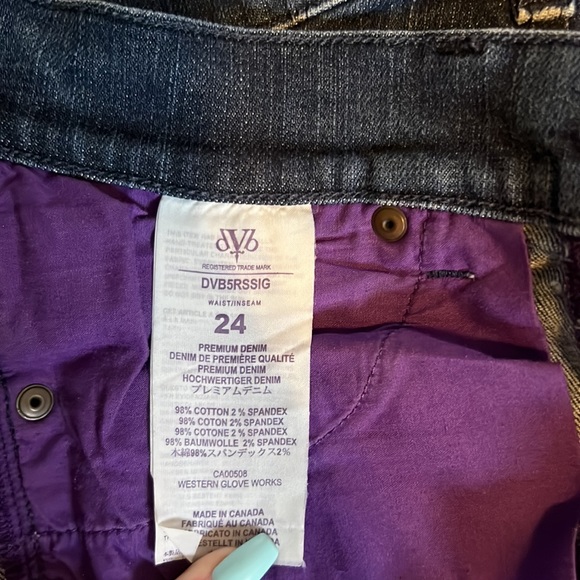 dVb
REGISTERED TRADE MARK
DVB5RSSIG
WAIST/INSEAM
24
PREMIUM DENIM
DENIM DE PREMIÈRE QUALITÉ
PREMIUM DENIM
HOCHWERTIGER DENIM
プレミアムデニム
98% COTTON 2 % SPANDEX
98% COTON 2% SPANDEX
98% COTONE 2 % SPANDEX
98% BAUMWOLLE 2% SPANDEX
木綿98%スパンデックス2%
CA00508
WESTERN GLOVE WORKS
MADE IN CANADA
FABRIQUÉ AU CANADA